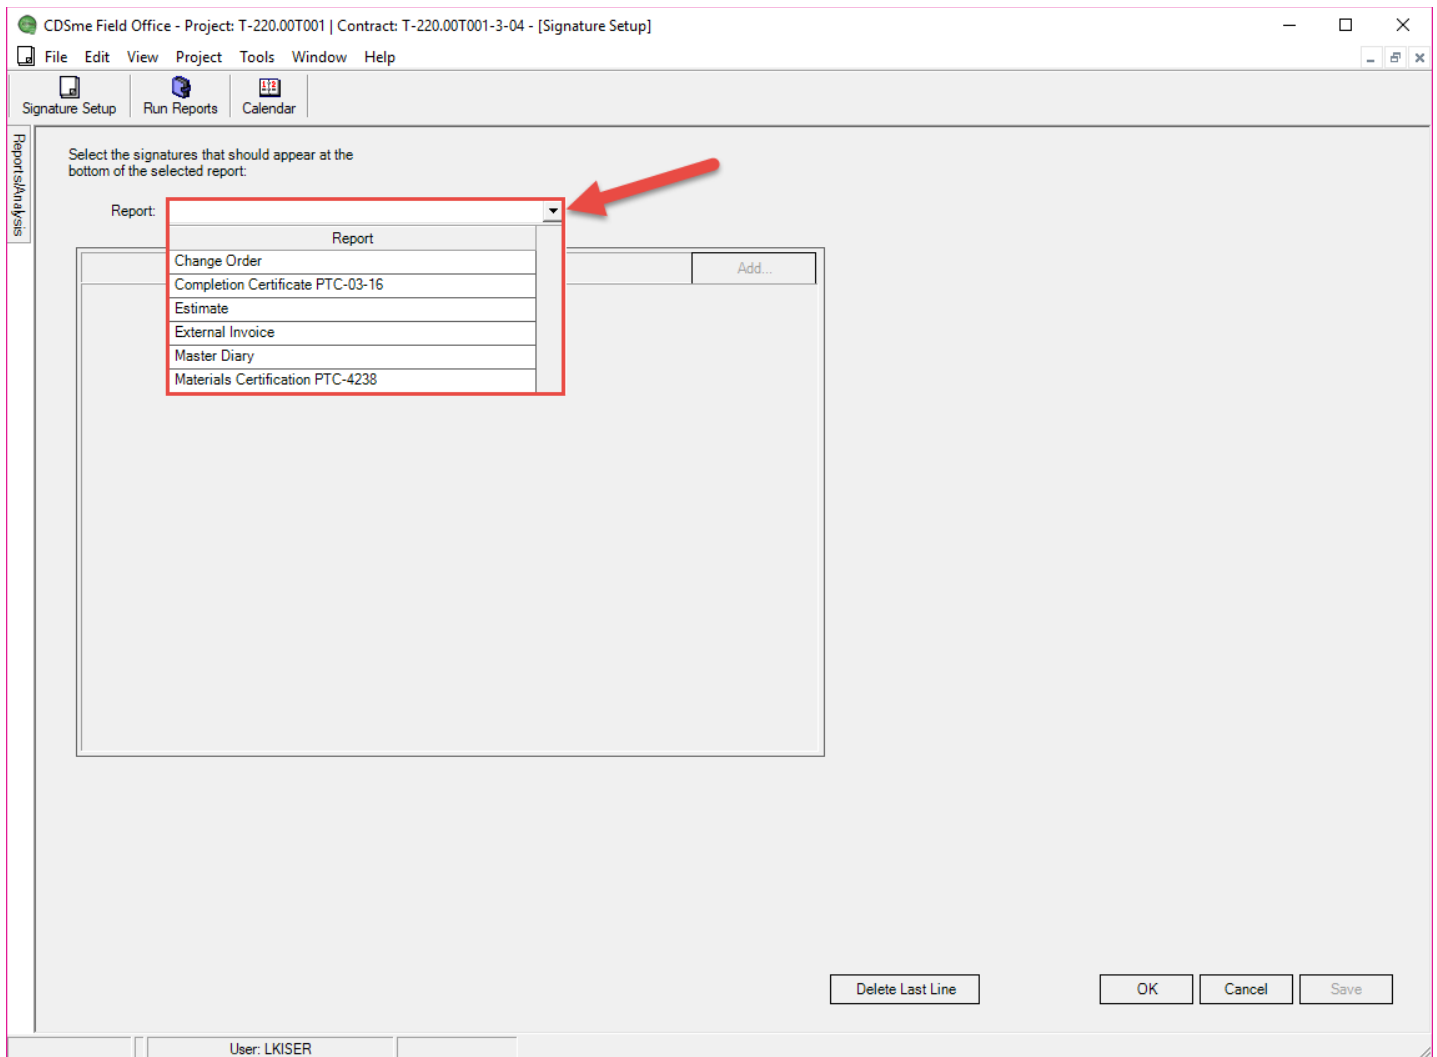 CDSme Field Office - Project: T-220.00T001 | Contract: T-220.00T001-3-04 - [Signature Setup]
File Edit View Project Tools Window Help
Signature Setup Run Reports Calendar
Reports/Analysis
Select the signatures that should appear at the
bottom of the selected report:
Report:
Report
Add...
Change Order
Completion Certificate PTC-03-16
Estimate
External Invoice
Master Diary
Materials Certification PTC-4238
Delete Last Line OK Cancel Save
User: LKISER